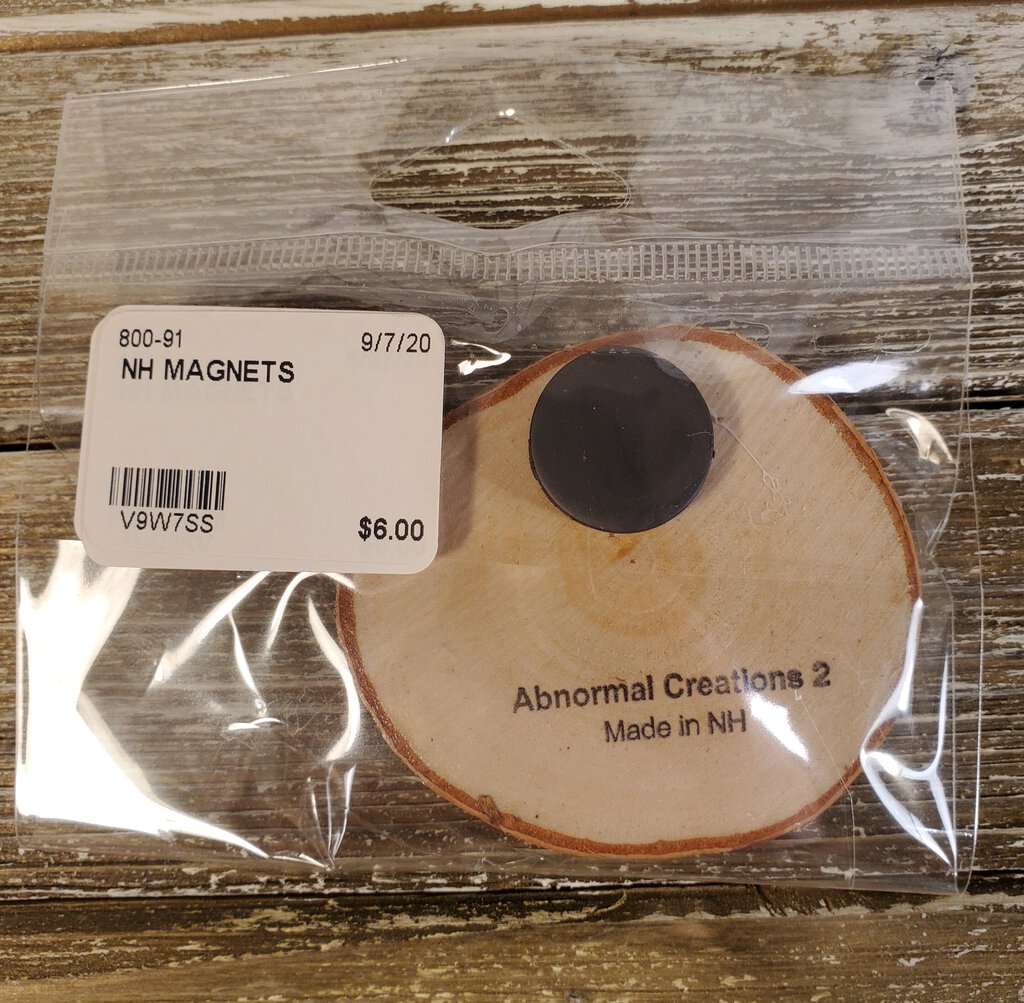 800-91 9/7/20
NH MAGNETS
V9W7SS $6.00
Abnormal Creations 2
Made in NH